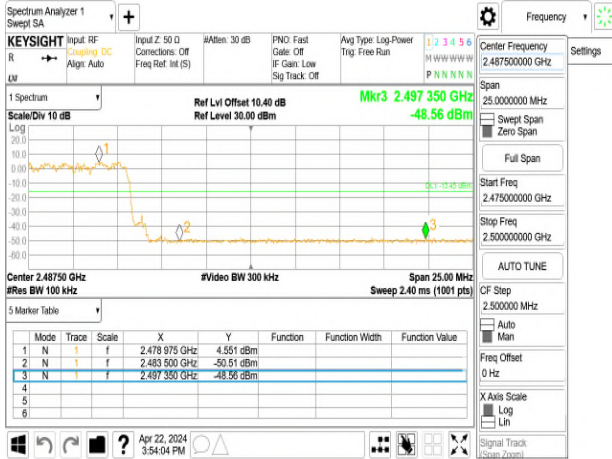 Spectrum Analyzer 1
Swept SA
Frequency
KEYSIGHT
Input: RF
Coupling: DC
Align: Auto
Input Z: 50 Ω
Corrections: Off
Freq Ref: Int (S)
#Atten: 30 dB
PNO: Fast
Gate: Off
IF Gain: Low
Sig Track: Off
Avg Type: Log-Power
Trig: Free Run
1 2 3 4 5 6
M W W W W W
P N N N N N
R
LXI
Center Frequency
2.487500000 GHz
Settings
Span
25.0000000 MHz
Swept Span
Zero Span
Full Span
Start Freq
2.475000000 GHz
Stop Freq
2.500000000 GHz
AUTO TUNE
CF Step
2.500000 MHz
Auto
Man
Freq Offset
0 Hz
X Axis Scale
Log
Lin
Signal Track
(Span Zoom)
1 Spectrum
Scale/Div 10 dB
Ref Lvl Offset 10.40 dB
Ref Level 30.00 dBm
Mkr3 2.497 350 GHz
-48.56 dBm
Log
20.0
10.0
0.00
-10.0
-20.0
-30.0
-40.0
-50.0
-60.0
1
2
3
DL1 -15.45 dBm
Center 2.48750 GHz
#Video BW 300 kHz
Span 25.00 MHz
#Res BW 100 kHz
Sweep 2.40 ms (1001 pts)
5 Marker Table
Mode Trace Scale X Y Function Function Width Function Value
1 N 1 f 2.478 975 GHz 4.551 dBm
2 N 1 f 2.483 500 GHz -50.51 dBm
3 N 1 f 2.497 350 GHz -48.56 dBm
4
5
6
?
Apr 22, 2024
3:54:04 PM